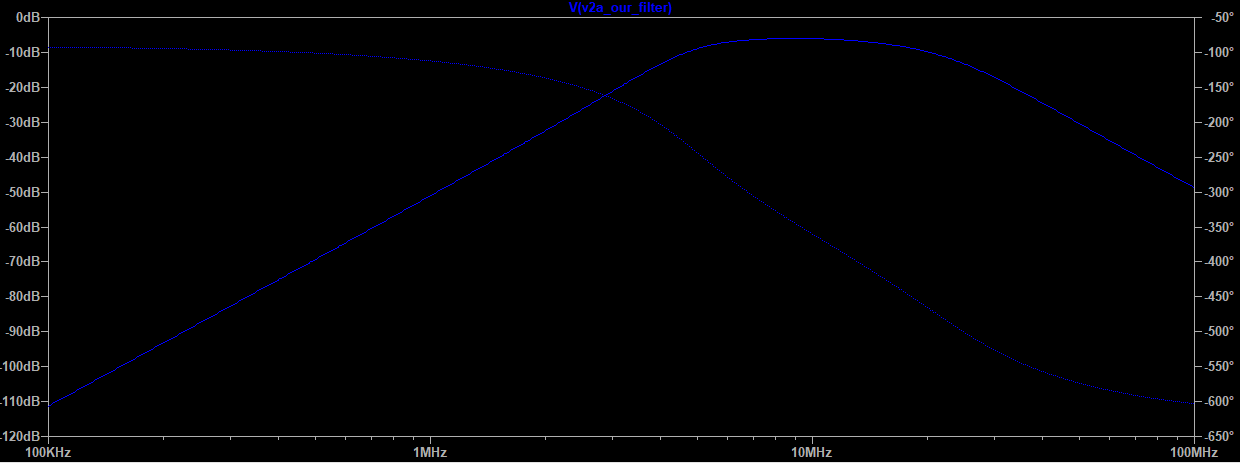 V(v2a_our_filter)
0dB
-10dB
-20dB
-30dB
-40dB
-50dB
-60dB
-70dB
-80dB
-90dB
-100dB
-110dB
-120dB
-50°
-100°
-150°
-200°
-250°
-300°
-350°
-400°
-450°
-500°
-550°
-600°
-650°
100KHz 1MHz 10MHz 100MHz